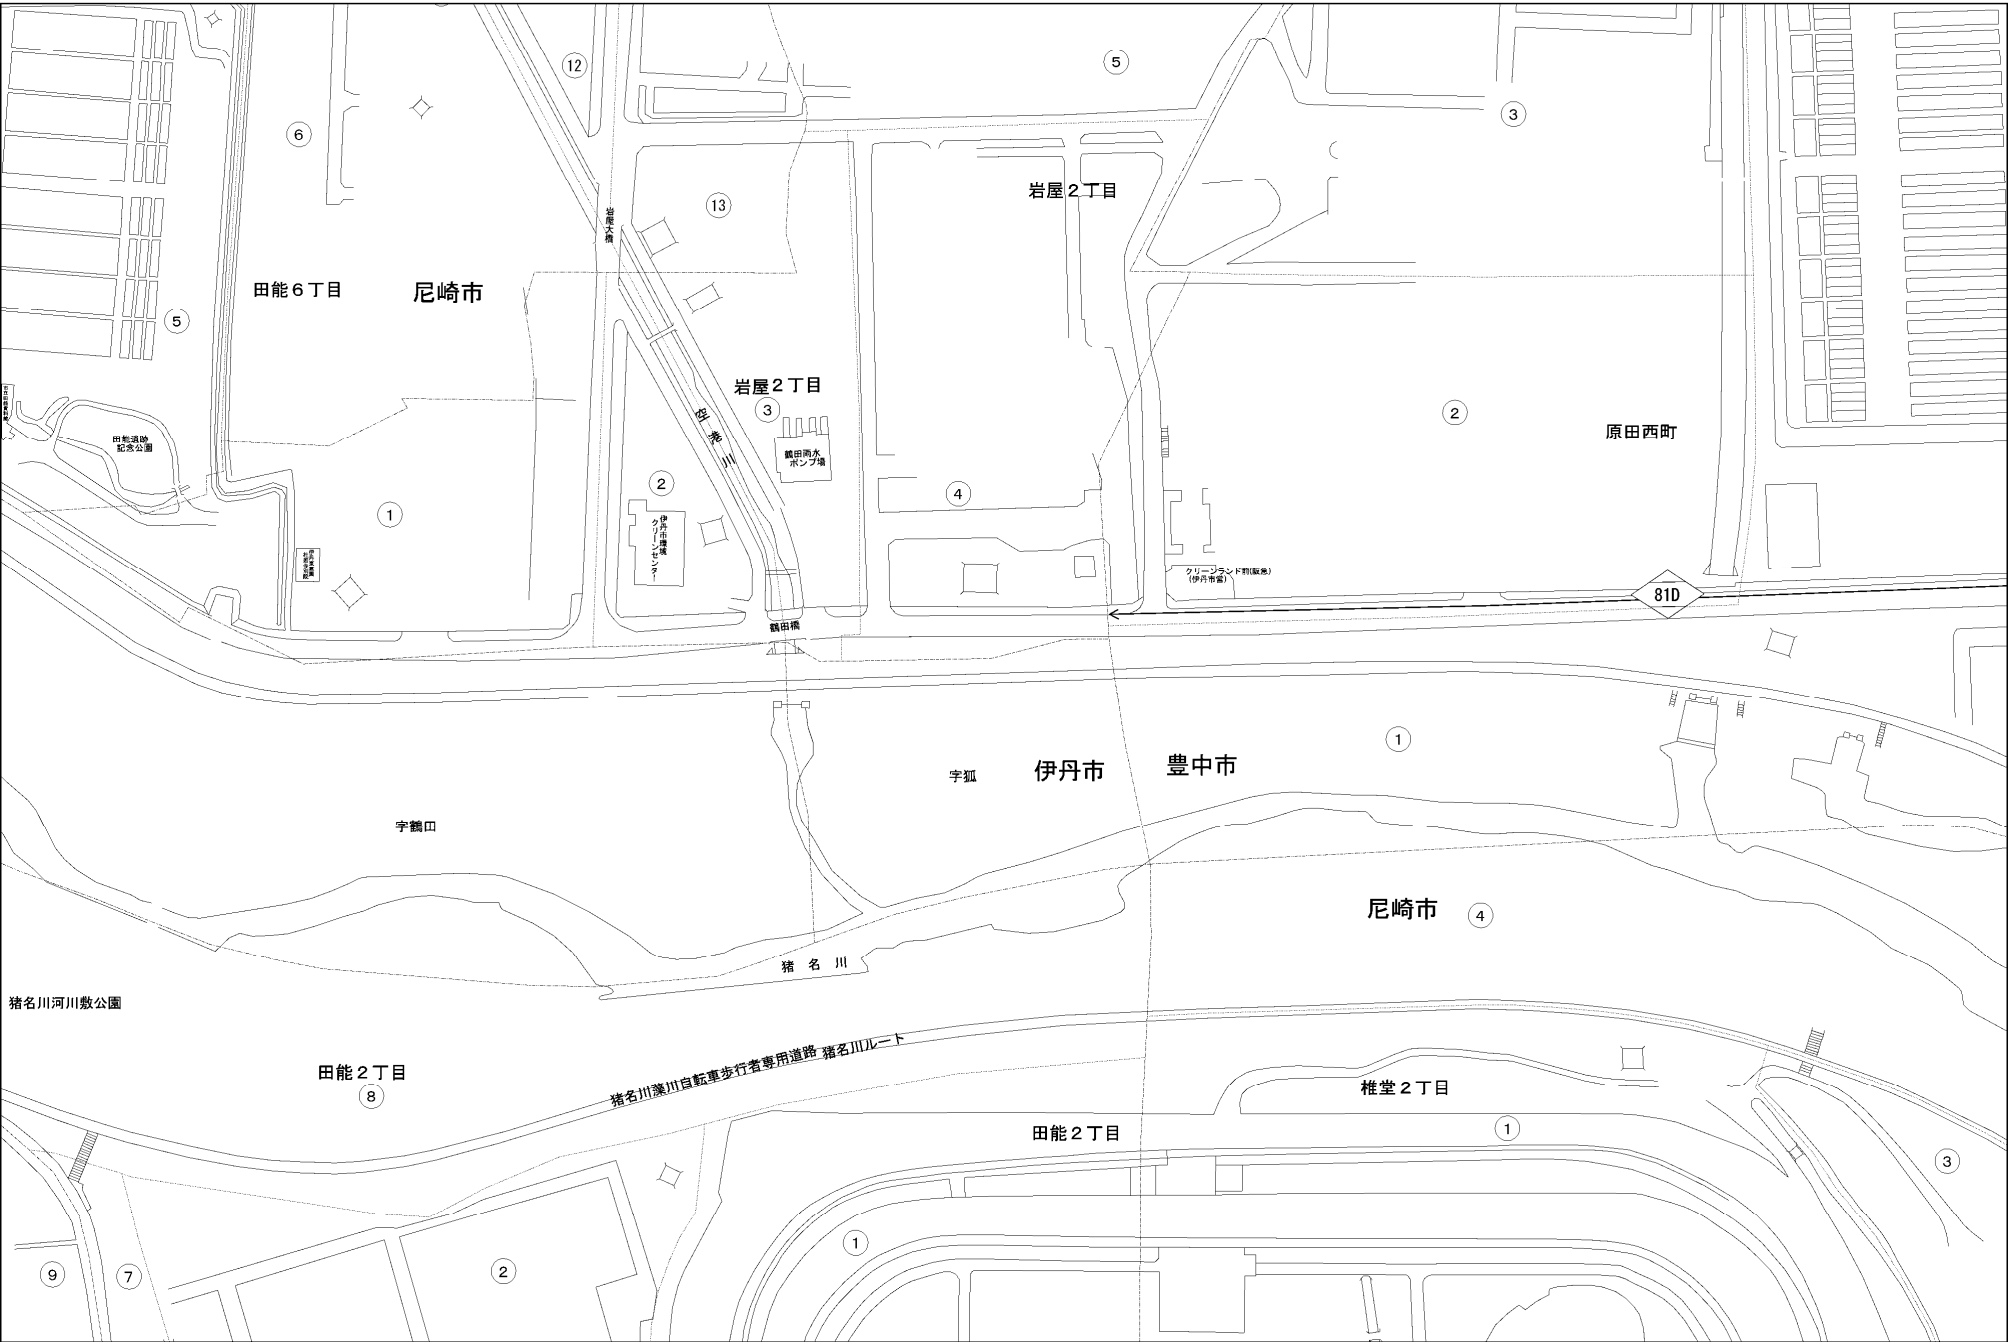 ⑫
⑤
③
⑥
岩屋２丁目
⑬
岩屋大橋
田能６丁目
尼崎市
⑤
岩屋２丁目
③
②
空港川
原田西町
田能遺跡
記念公園
鶴田雨水
ポンプ場
②
④
①
伊丹市環境
クリーンセンター
クリーンランド前(阪急)
(伊丹市営)
81D
鶴田橋
①
伊丹市
豊中市
字狐
字鶴田
尼崎市
④
猪名川
猪名川河川敷公園
猪名川藻川自転車歩行者専用道路 猪名川ルート
田能２丁目
⑧
椎堂２丁目
田能２丁目
①
③
①
⑨
⑦
②